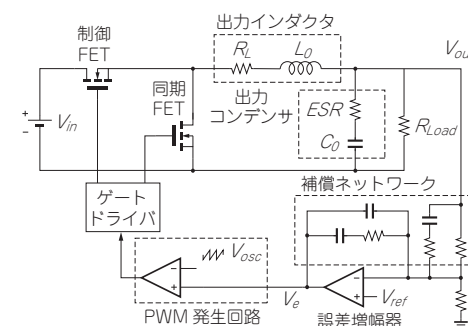 制御
FET
出力インダクタ
R_L
L_0
V_ou
同期
FET
出力
コンデンサ
ESR
C_0
R_Load
+
−
V_in
ゲート
ドライバ
補償ネットワーク
V_osc
−
+
V_e
−
+
V_ref
PWM 発生回路
誤差増幅器